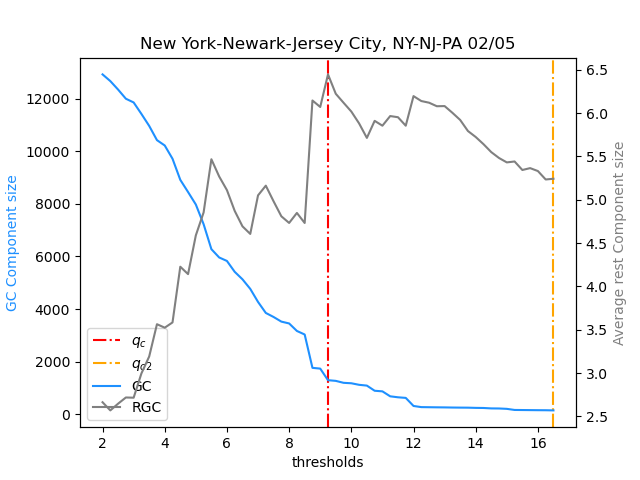 New York-Newark-Jersey City, NY-NJ-PA 02/05
GC Component size
12000
10000
8000
6000
4000
2000
0
6.5
6.0
5.5
5.0
4.5
4.0
3.5
3.0
2.5
Average rest Component size
q_c
q_c2
GC
RGC
2 4 6 8 10 12 14 16
thresholds